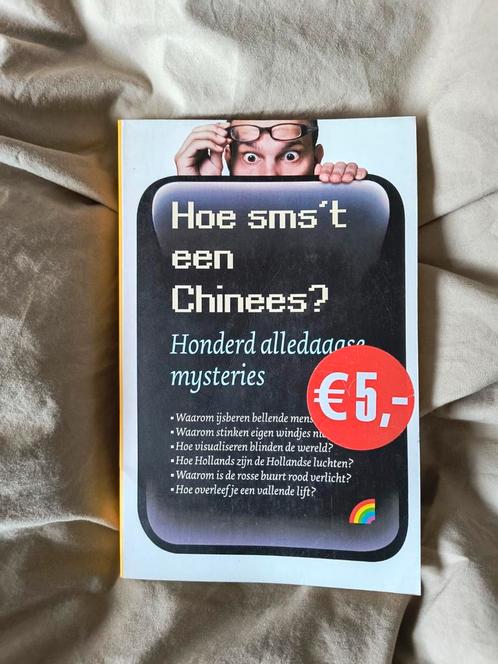 Hoe sms't
een
Chinees?
Honderd alledaagse
mysteries
€5,-
▪ Waarom ijsberen bellende mens
▪ Waarom stinken eigen windjes
▪ Hoe visualiseren blinden de wereld?
▪ Hoe Hollands zijn de Hollandse luchten?
▪ Waarom is de rosse buurt rood verlicht?
▪ Hoe overleef je een vallende lift?